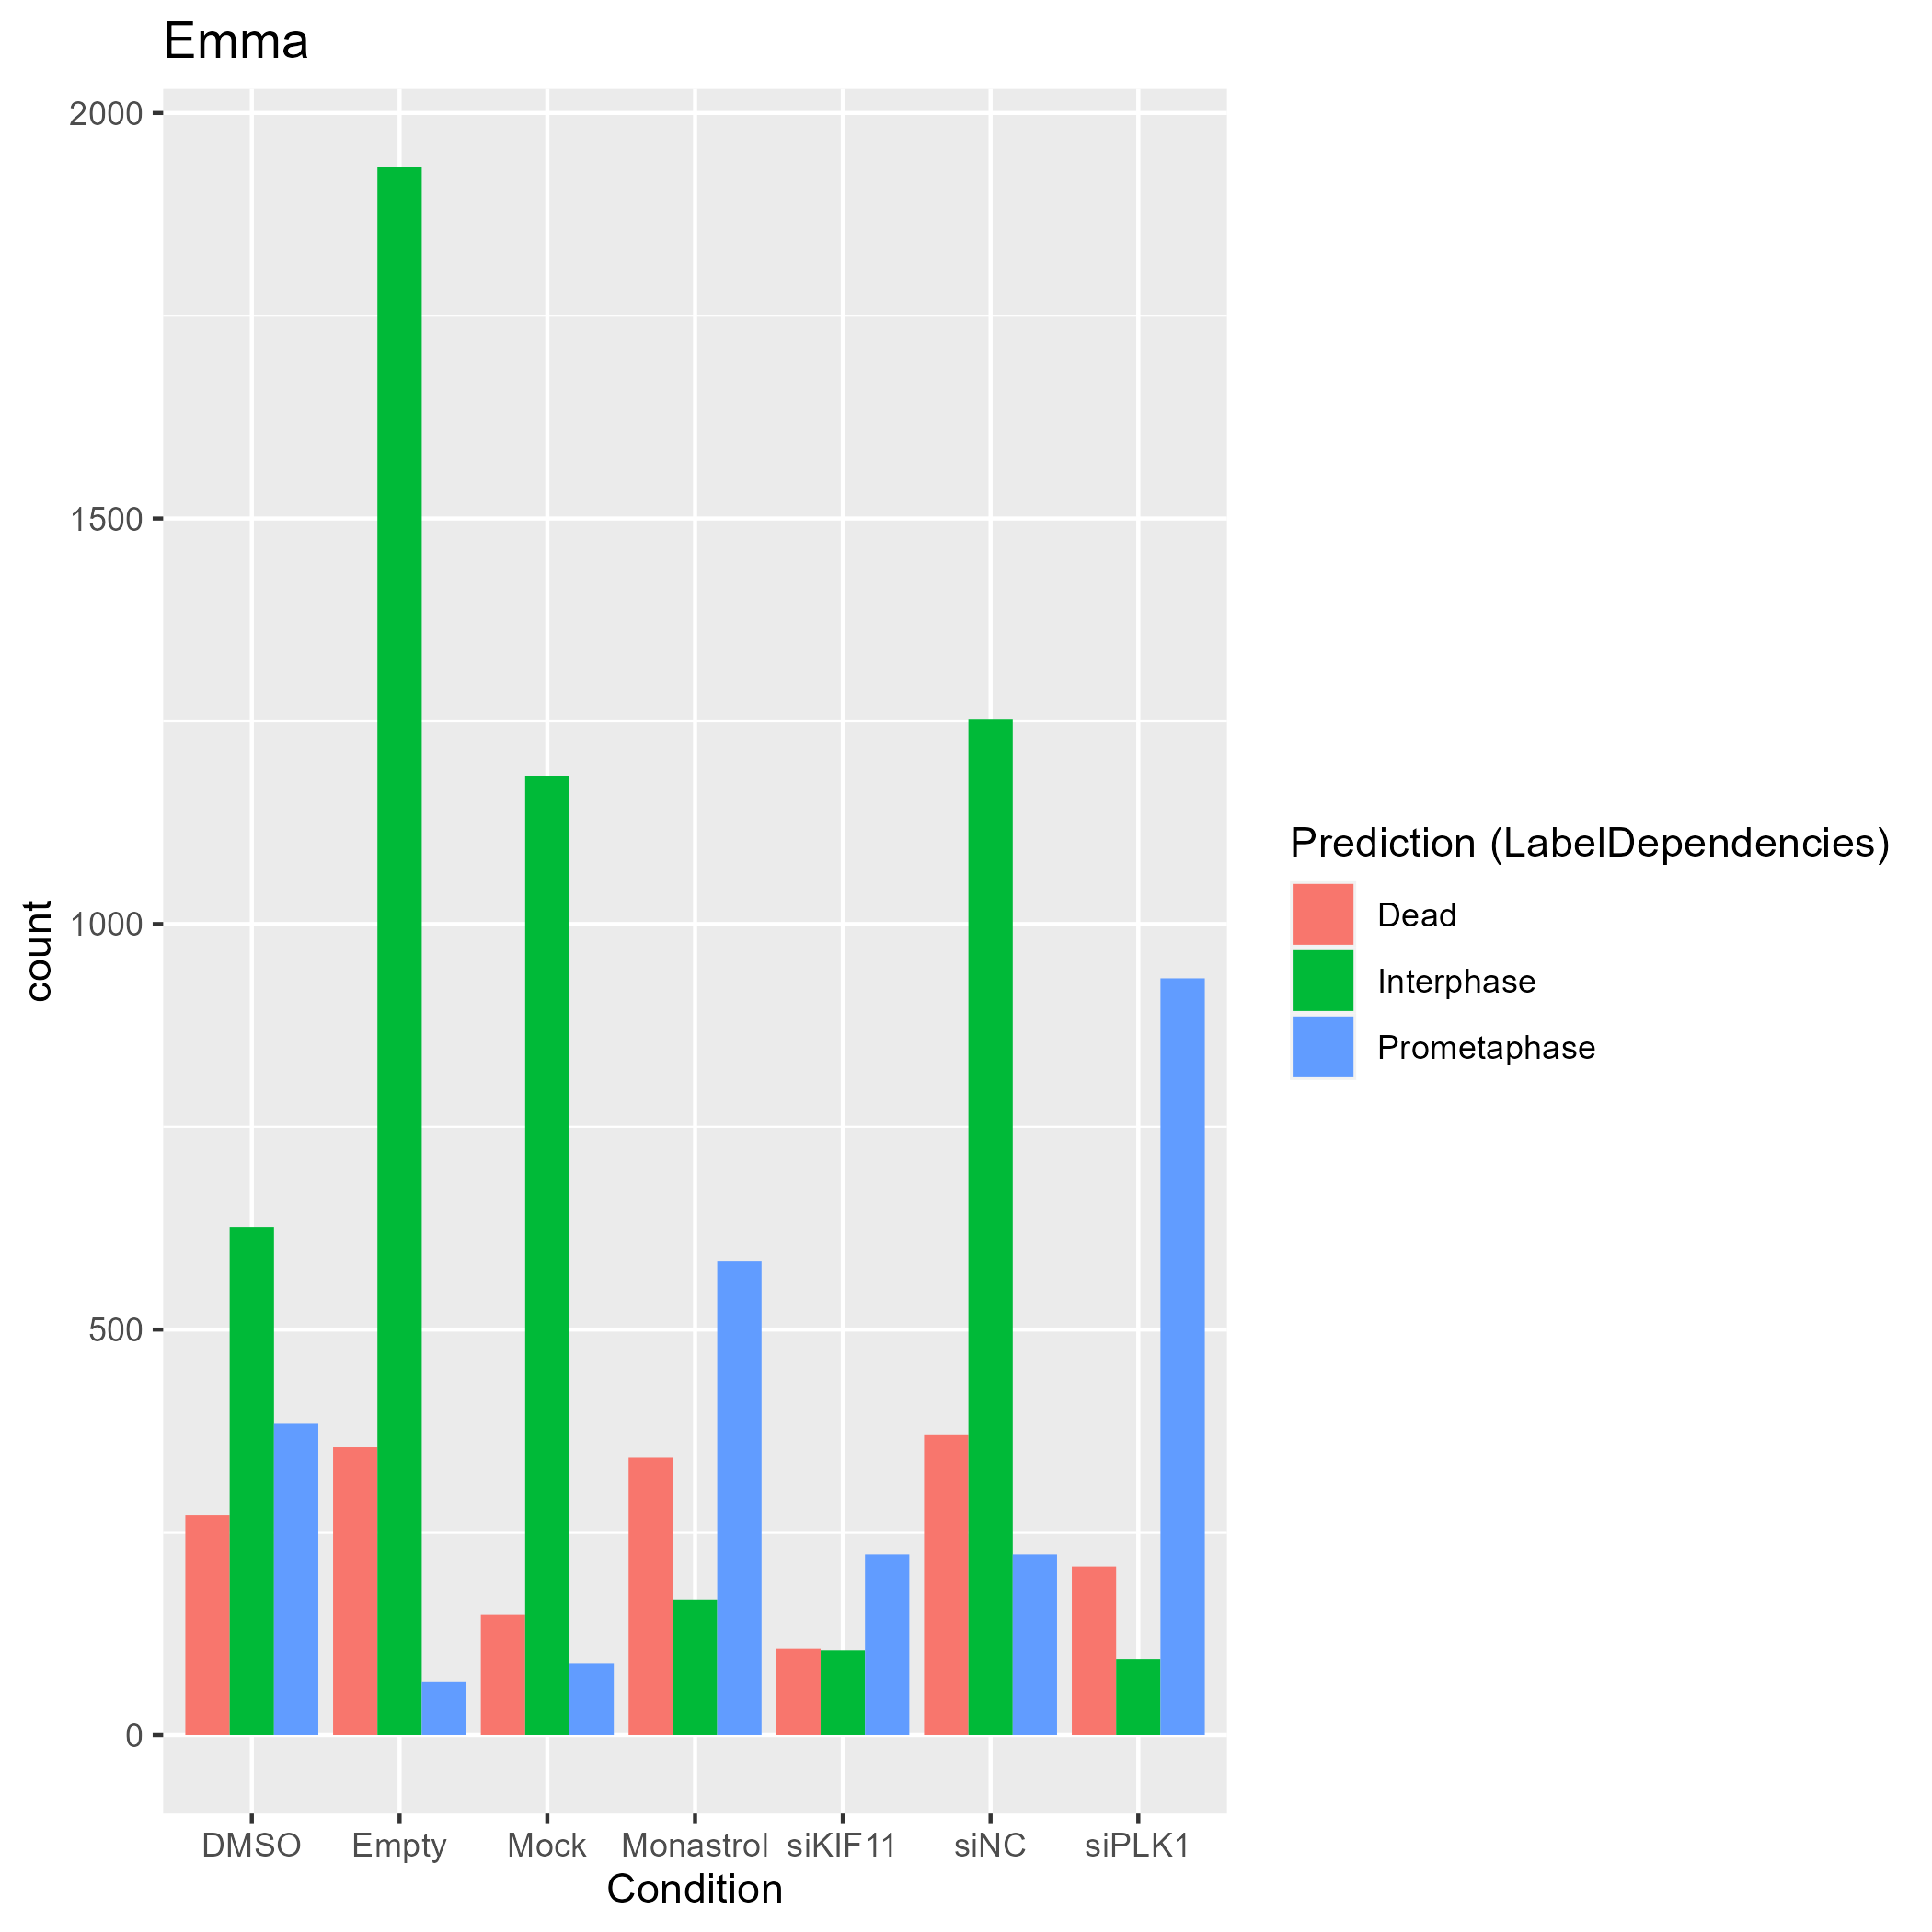 Emma
2000
1500
1000
500
0
count
DMSO Empty Mock Monastrol siKIF11 siNC siPLK1
Condition
Prediction (LabelDependencies)
Dead
Interphase
Prometaphase